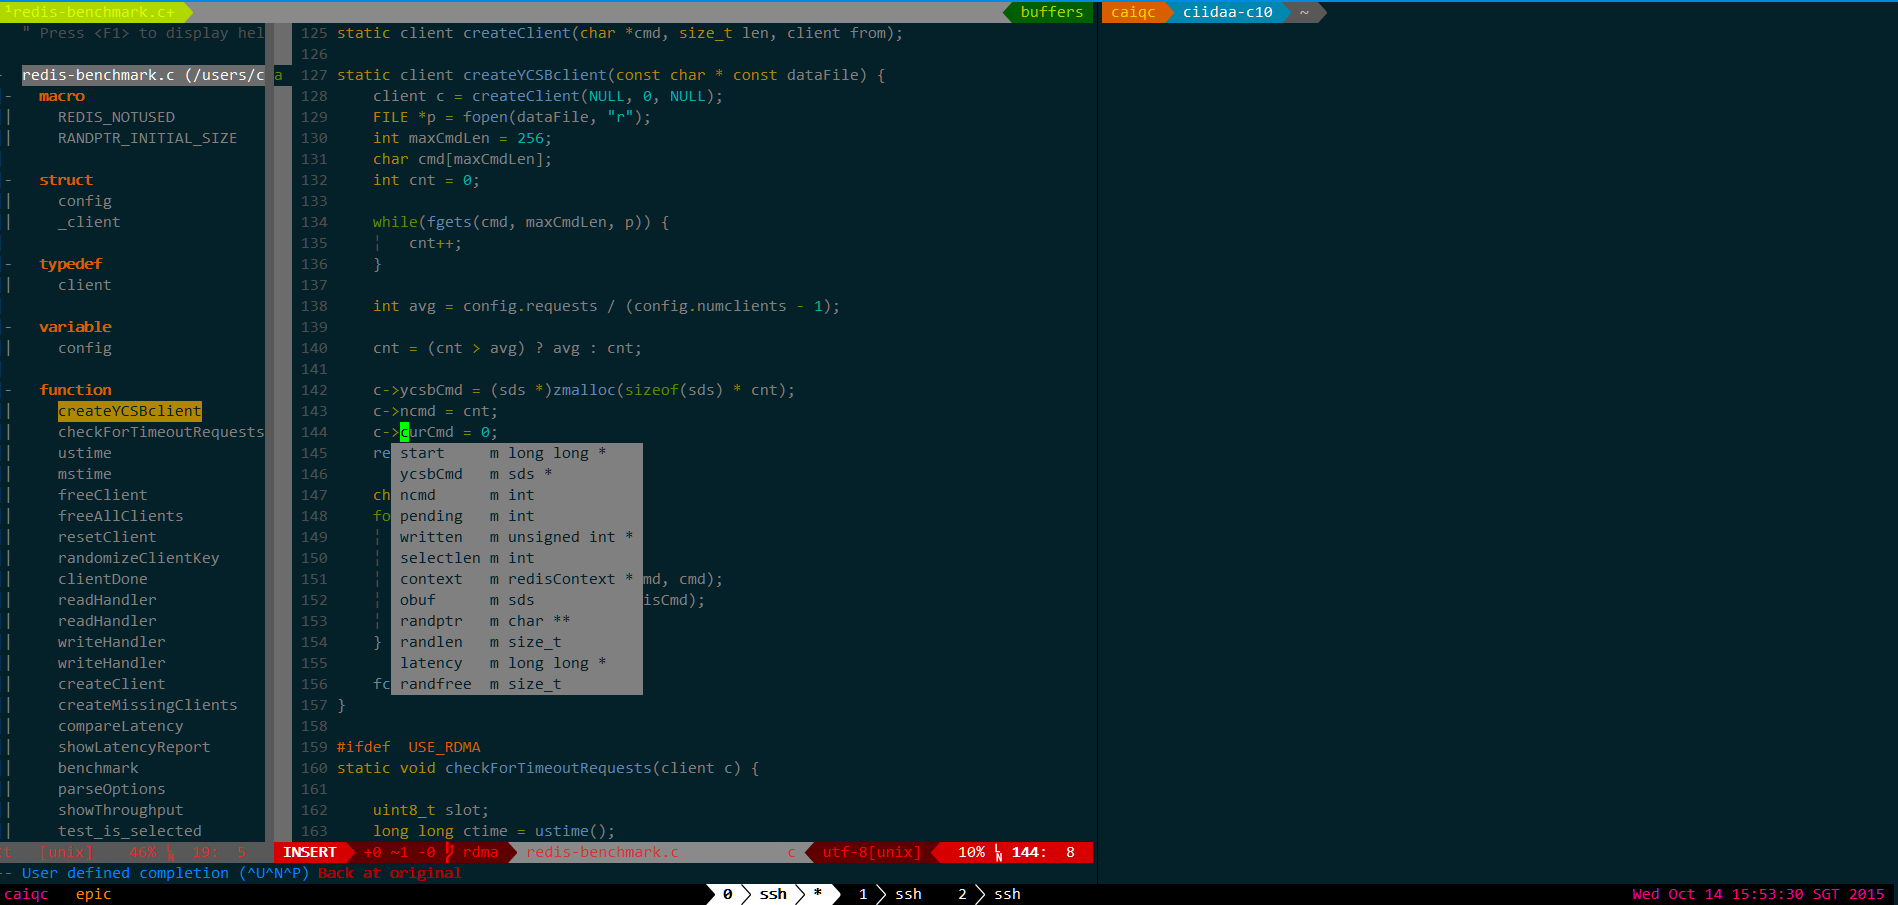 ¹redis-benchmark.c+ buffers
" Press <F1> to display hel
redis-benchmark.c (/users/ca
- macro
| REDIS_NOTUSED
| RANDPTR_INITIAL_SIZE
- struct
| config
| _client
- typedef
| client
- variable
| config
- function
| createYCSBclient
| checkForTimeoutRequests
| ustime
| mstime
| freeClient
| freeAllClients
| resetClient
| randomizeClientKey
| clientDone
| readHandler
| readHandler
| writeHandler
| writeHandler
| createClient
| createMissingClients
| compareLatency
| showLatencyReport
| benchmark
| parseOptions
| showThroughput
| test_is_selected
125 static client createClient(char *cmd, size_t len, client from);
126
127 static client createYCSBclient(const char * const dataFile) {
128     client c = createClient(NULL, 0, NULL);
129     FILE *p = fopen(dataFile, "r");
130     int maxCmdLen = 256;
131     char cmd[maxCmdLen];
132     int cnt = 0;
133
134     while(fgets(cmd, maxCmdLen, p)) {
135     ¦   cnt++;
136     }
137
138     int avg = config.requests / (config.numclients - 1);
139
140     cnt = (cnt > avg) ? avg : cnt;
141
142     c->ycsbCmd = (sds *)zmalloc(sizeof(sds) * cnt);
143     c->ncmd = cnt;
144     c->curCmd = 0;
145     re start     m long long *
146        ycsbCmd   m sds *
147     ch ncmd      m int
148     fo pending   m int
149     ¦  written   m unsigned int *
150     ¦  selectlen m int
151     ¦  context   m redisContext * md, cmd);
152     ¦  obuf      m sds            isCmd);
153     ¦  randptr   m char **
154     }  randlen   m size_t
155        latency   m long long *
156     fc randfree  m size_t
157 }
158
159 #ifdef  USE_RDMA
160 static void checkForTimeoutRequests(client c) {
161
162     uint8_t slot;
163     long long ctime = ustime();
ct [unix] 46% 19: 5 INSERT +0 ~1 -0 rdma redis-benchmark.c c utf-8[unix] 10% 144: 8
-- User defined completion (^U^N^P) Back at original
caiqc ciidaa-c10 ~
caiqc epic 0 ssh * 1 ssh 2 ssh Wed Oct 14 15:53:30 SGT 2015